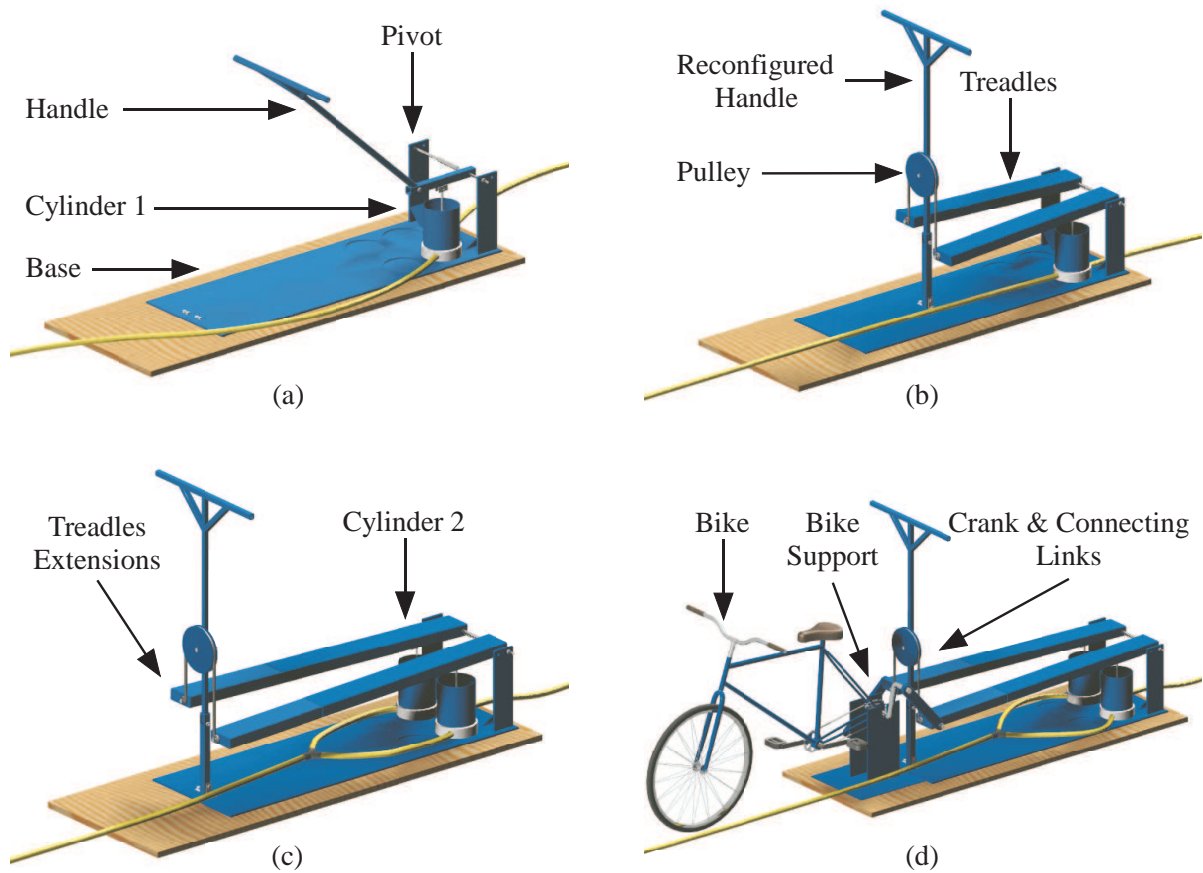 Pivot
Handle
Cylinder 1
Base
(a)
Reconfigured
Handle
Treadles
Pulley
(b)
Treadles
Extensions
Cylinder 2
(c)
Bike
Bike
Support
Crank & Connecting
Links
(d)